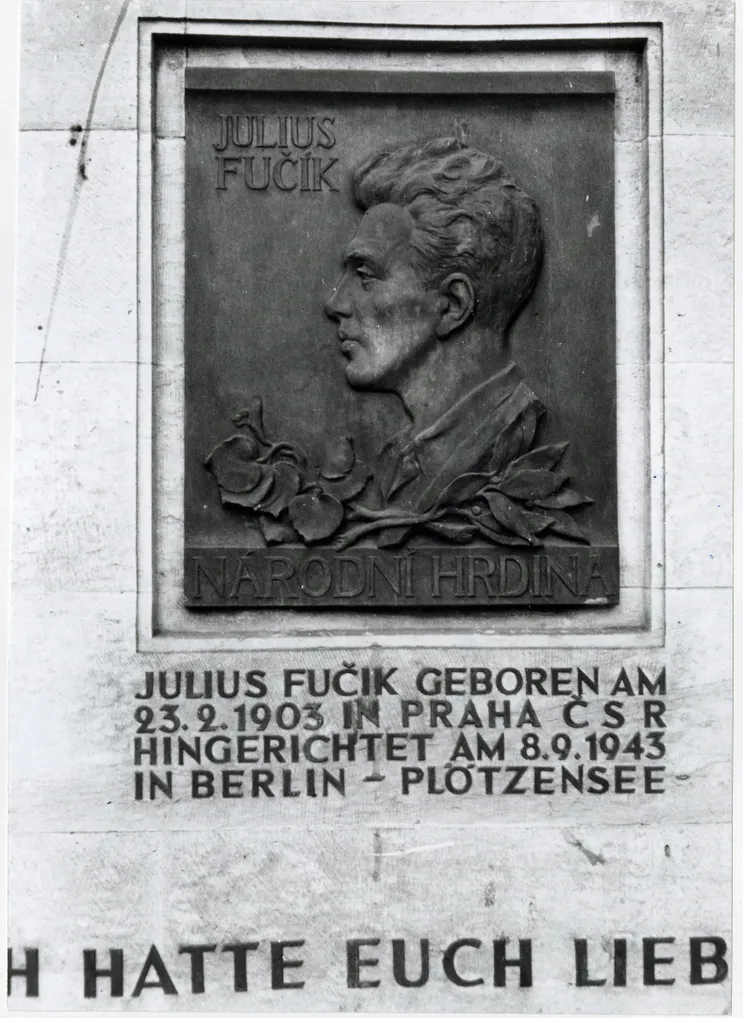 JULIUS
FUČÍK
NÁRODNÍ HRDINA
JULIUS FUČIK GEBOREN AM
23.2.1903 IN PRAHA ČSR
HINGERICHTET AM 8.9.1943
IN BERLIN – PLÖTZENSEE
H HATTE EUCH LIEB